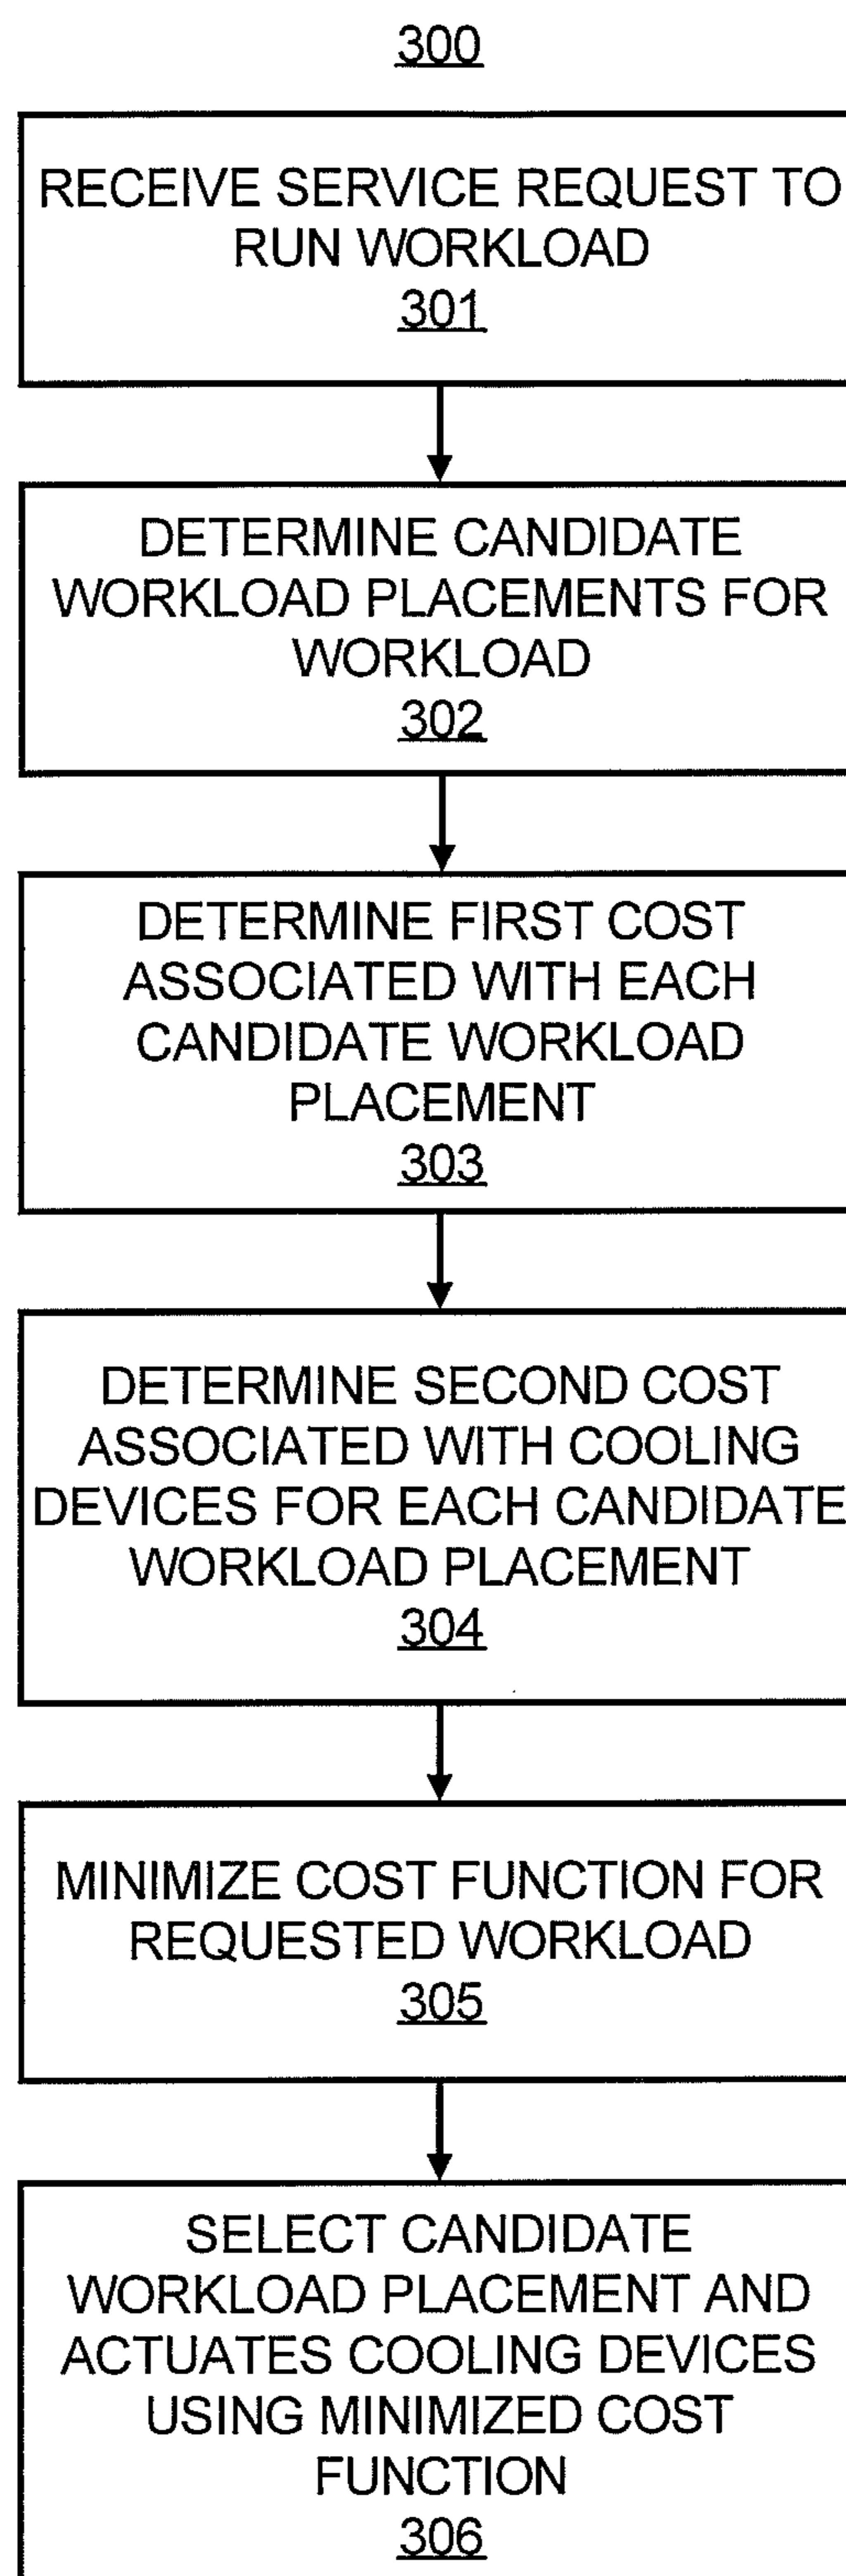 300
RECEIVE SERVICE REQUEST TO
RUN WORKLOAD
301
DETERMINE CANDIDATE
WORKLOAD PLACEMENTS FOR
WORKLOAD
302
DETERMINE FIRST COST
ASSOCIATED WITH EACH
CANDIDATE WORKLOAD
PLACEMENT
303
DETERMINE SECOND COST
ASSOCIATED WITH COOLING
DEVICES FOR EACH CANDIDATE
WORKLOAD PLACEMENT
304
MINIMIZE COST FUNCTION FOR
REQUESTED WORKLOAD
305
SELECT CANDIDATE
WORKLOAD PLACEMENT AND
ACTUATES COOLING DEVICES
USING MINIMIZED COST
FUNCTION
306